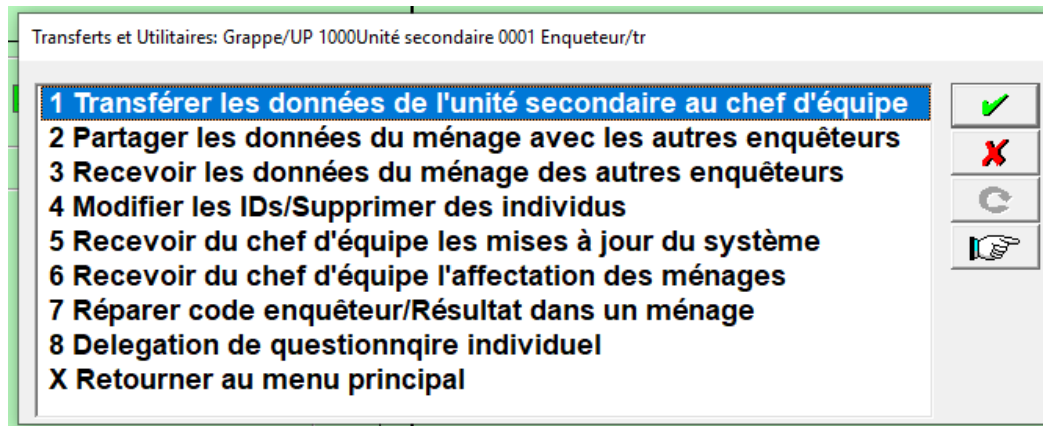 Transferts et Utilitaires: Grappe/UP 1000Unité secondaire 0001 Enqueteur/tr
1 Transférer les données de l'unité secondaire au chef d'équipe
2 Partager les données du ménage avec les autres enquêteurs
3 Recevoir les données du ménage des autres enquêteurs
4 Modifier les IDs/Supprimer des individus
5 Recevoir du chef d'équipe les mises à jour du système
6 Recevoir du chef d'équipe l'affectation des ménages
7 Réparer code enquêteur/Résultat dans un ménage
8 Delegation de questionnqire individuel
X Retourner au menu principal